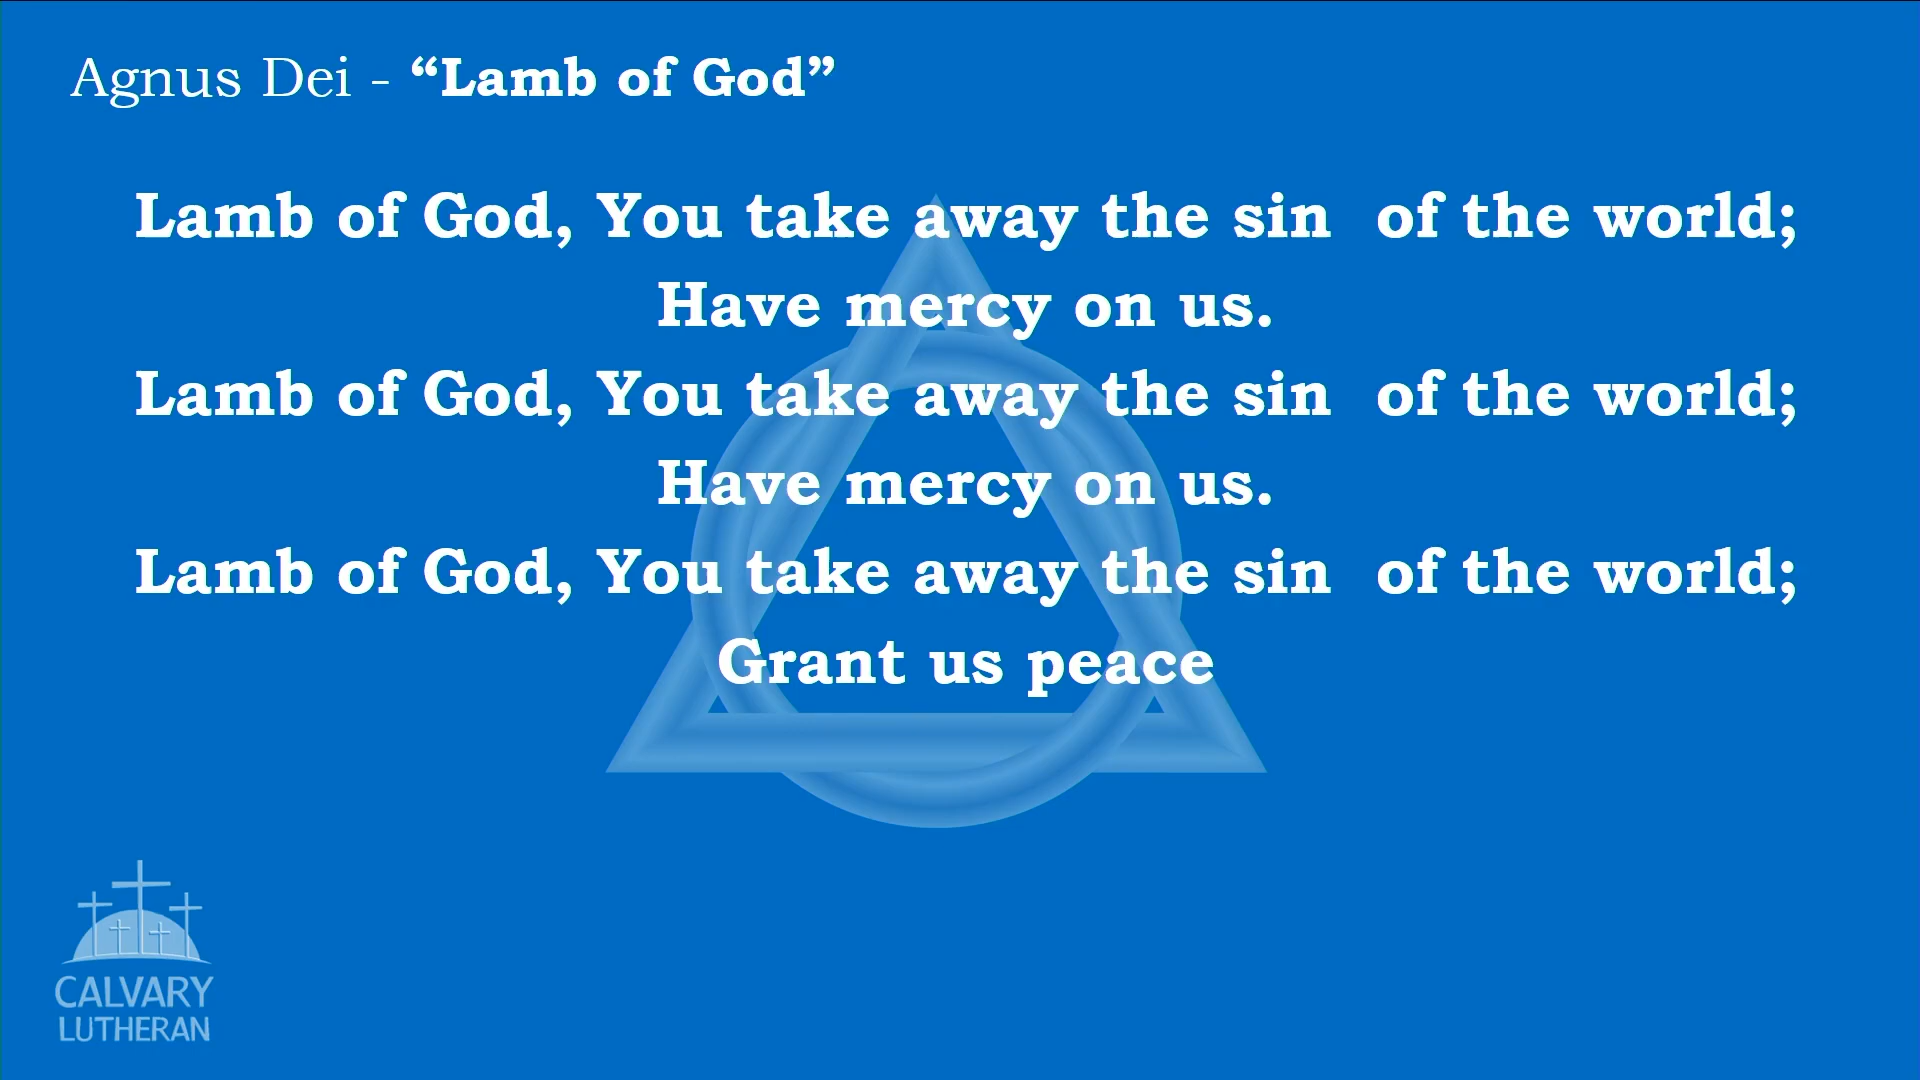 Agnus Dei - “Lamb of God”
Lamb of God, You take away the sin  of the world;
Have mercy on us.
Lamb of God, You take away the sin  of the world;
Have mercy on us.
Lamb of God, You take away the sin  of the world;
Grant us peace
CALVARY
LUTHERAN